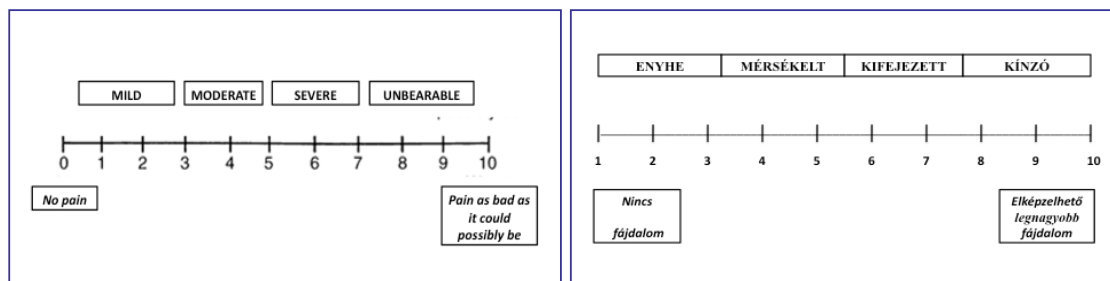 MILD MODERATE SEVERE UNBEARABLE
0 1 2 3 4 5 6 7 8 9 10
No pain
Pain as bad as
it could
possibly be
ENYHE MÉRSÉKELT KIFEJEZETT KÍNZÓ
1 2 3 4 5 6 7 8 9 10
Nincs
fájdalom
Elképzelhető
legnagyobb
fájdalom